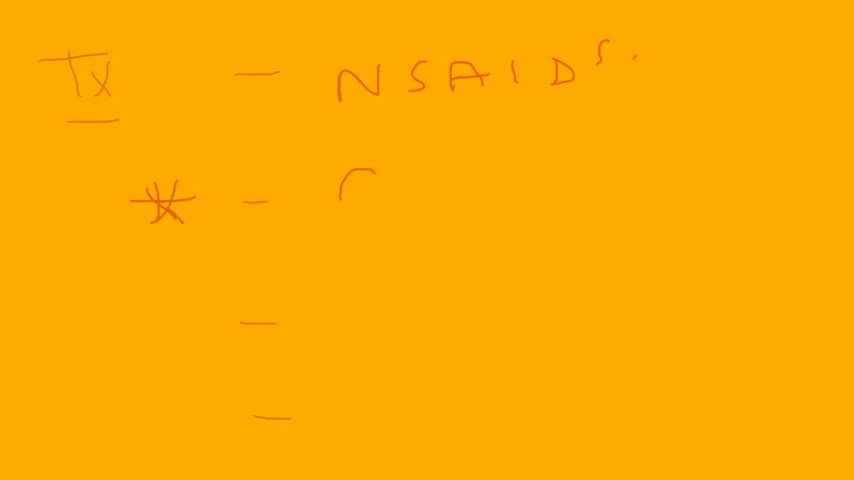 Tx - NSAIDs.
* -
-
-